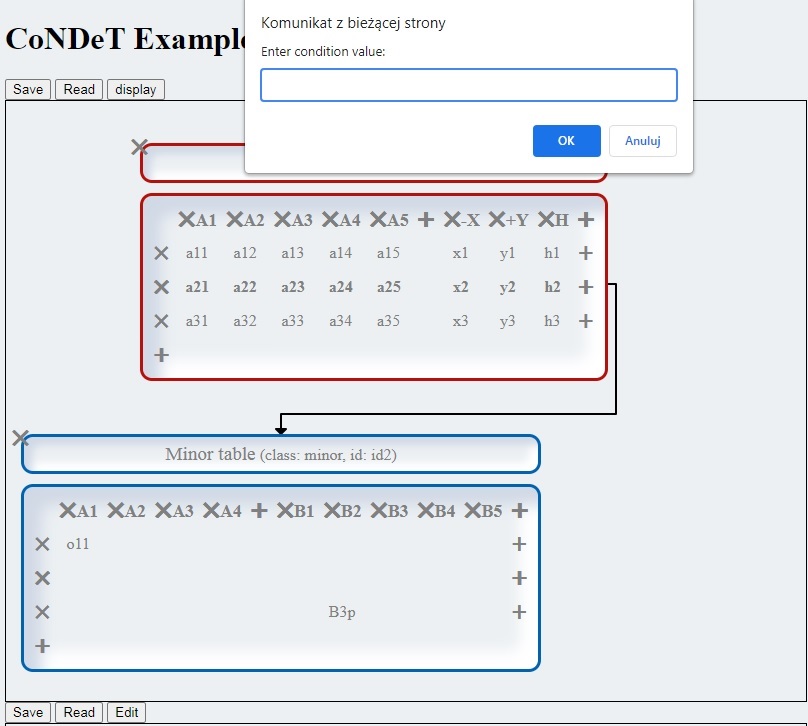 CoNDeT Example
Komunikat z bieżącej strony
Enter condition value:
OK Anuluj
Save Read display
A1 A2 A3 A4 A5 + -X +Y H +
a11 a12 a13 a14 a15 x1 y1 h1 +
a21 a22 a23 a24 a25 x2 y2 h2 +
a31 a32 a33 a34 a35 x3 y3 h3 +
+
Minor table (class: minor, id: id2)
A1 A2 A3 A4 + B1 B2 B3 B4 B5 +
o11 +
+
B3p +
+
Save Read Edit